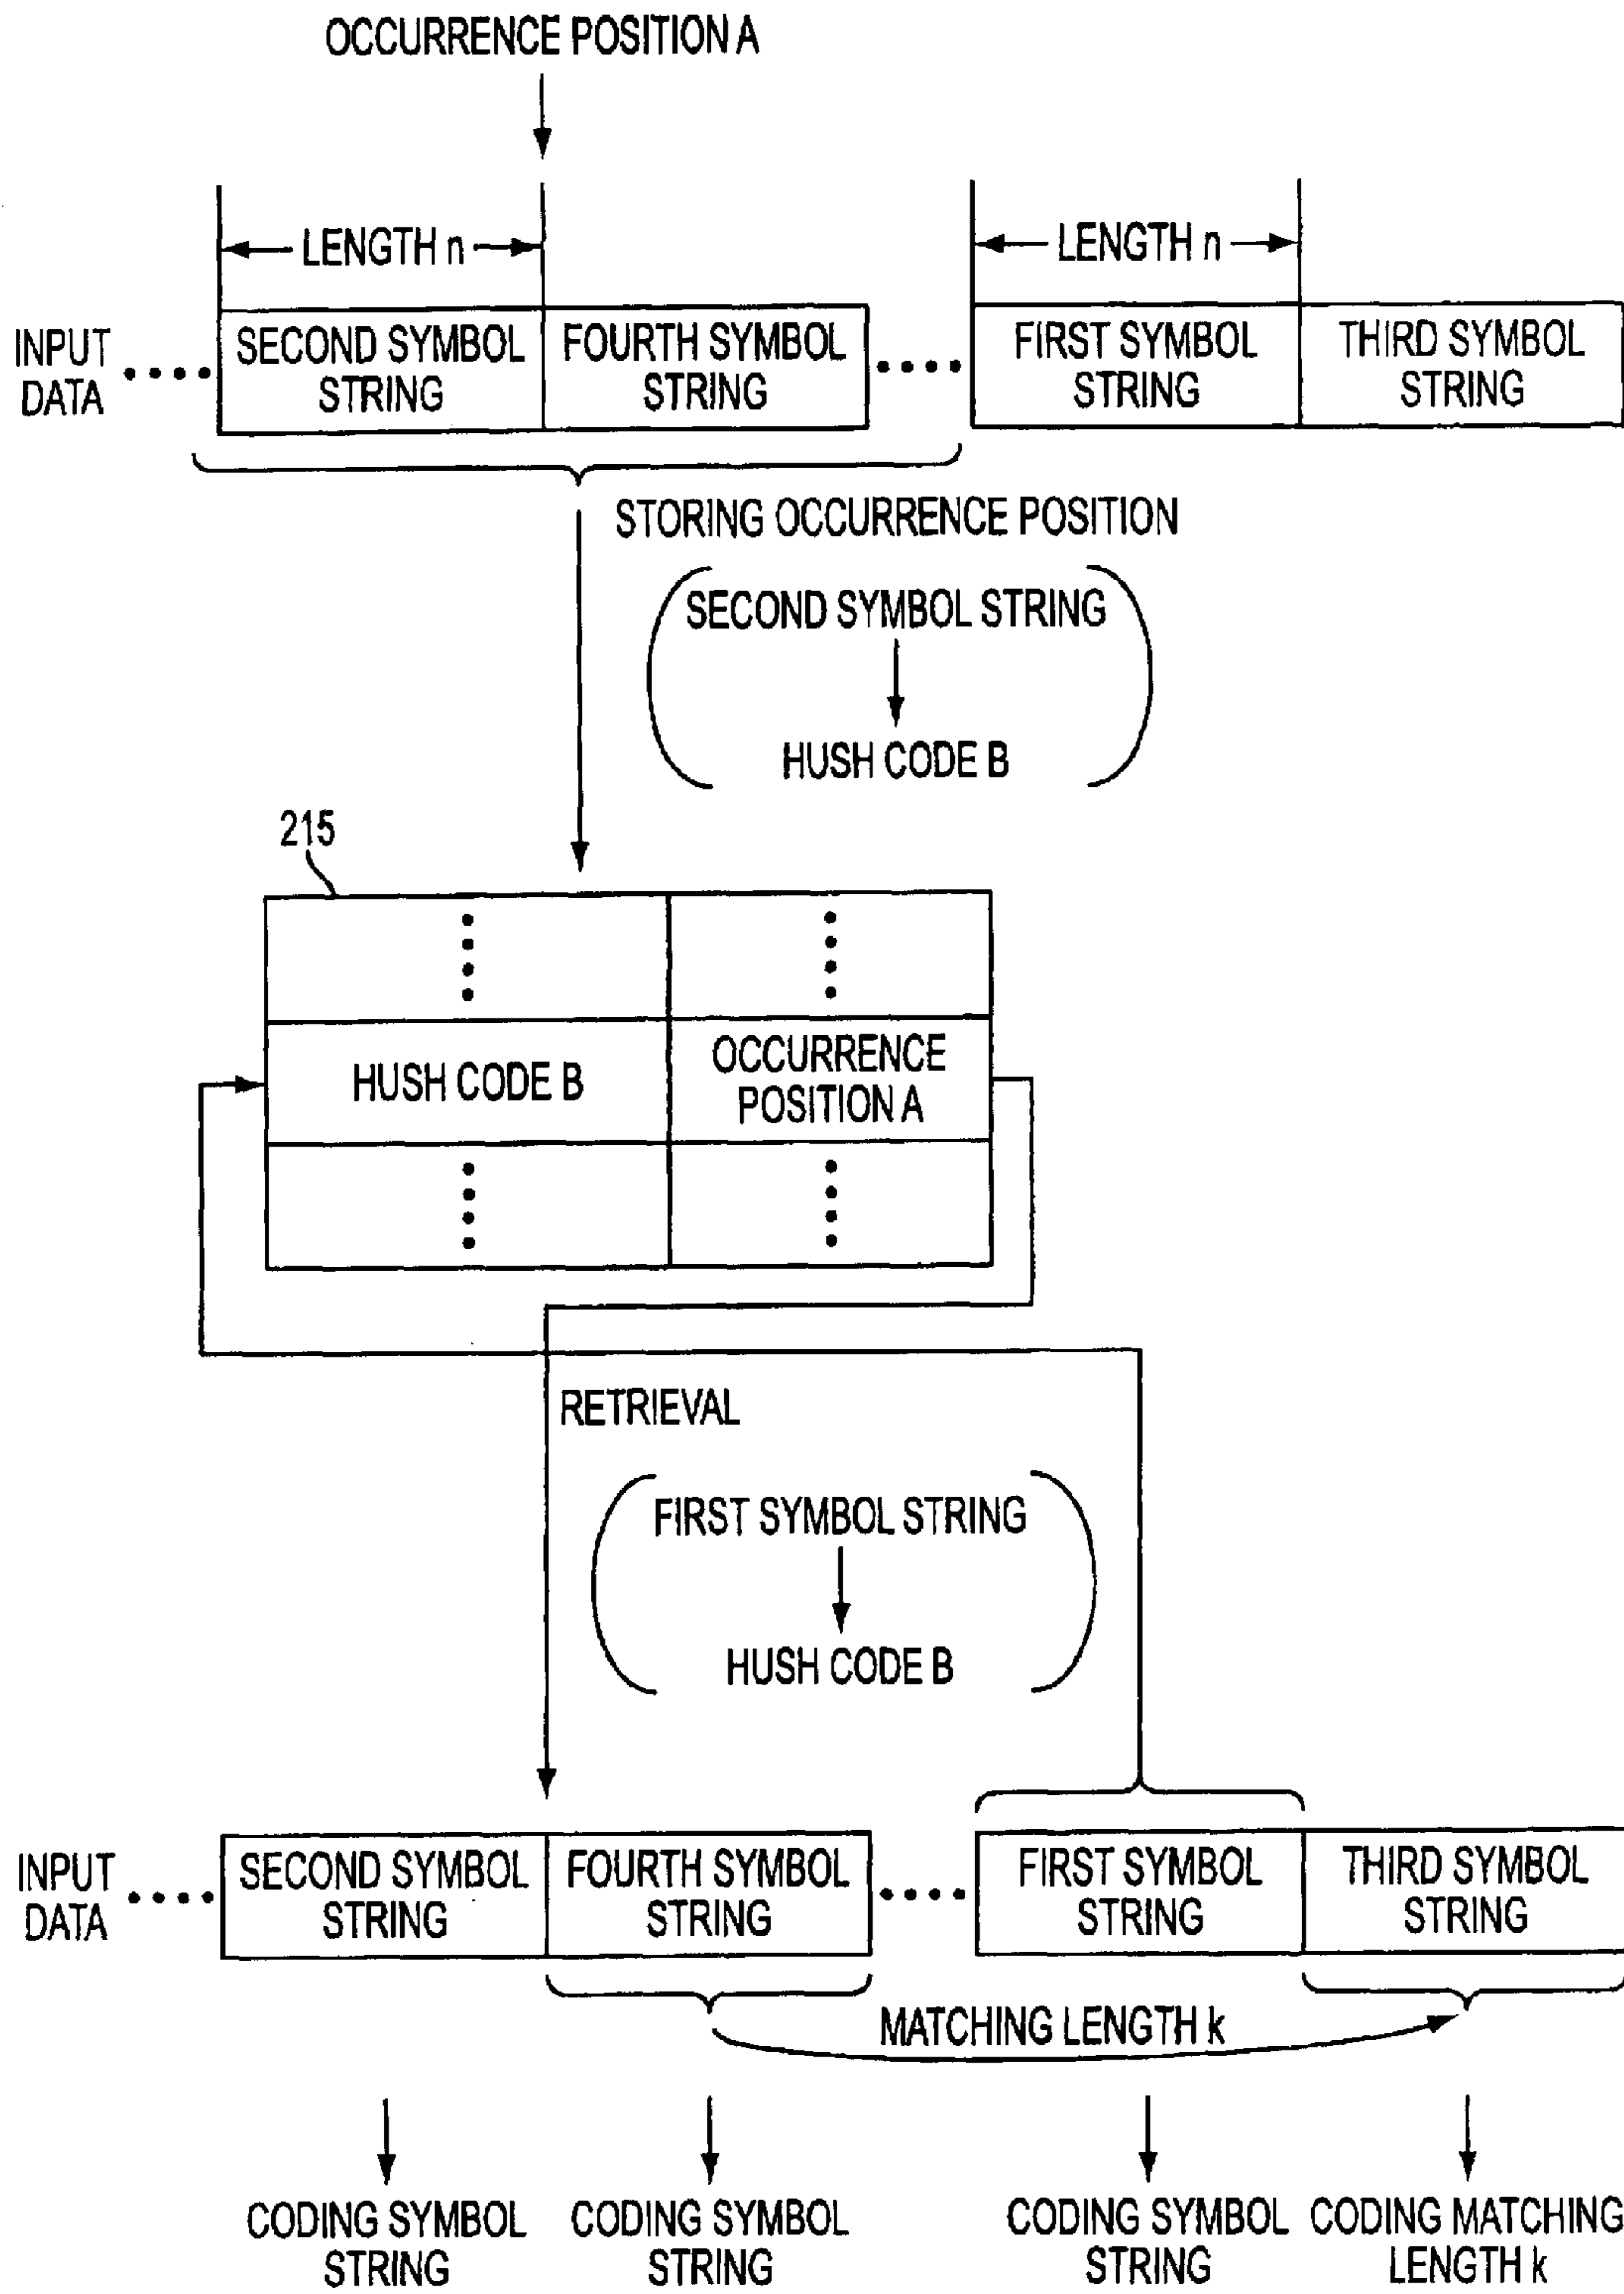 OCCURRENCE POSITION A
LENGTH n
LENGTH n
INPUT
DATA
SECOND SYMBOL
STRING
FOURTH SYMBOL
STRING
FIRST SYMBOL
STRING
THIRD SYMBOL
STRING
STORING OCCURRENCE POSITION
SECOND SYMBOL STRING
HUSH CODE B
215
HUSH CODE B
OCCURRENCE
POSITION A
RETRIEVAL
FIRST SYMBOL STRING
HUSH CODE B
INPUT
DATA
SECOND SYMBOL
STRING
FOURTH SYMBOL
STRING
FIRST SYMBOL
STRING
THIRD SYMBOL
STRING
MATCHING LENGTH k
CODING SYMBOL
STRING
CODING SYMBOL
STRING
CODING SYMBOL
STRING
CODING MATCHING
LENGTH k